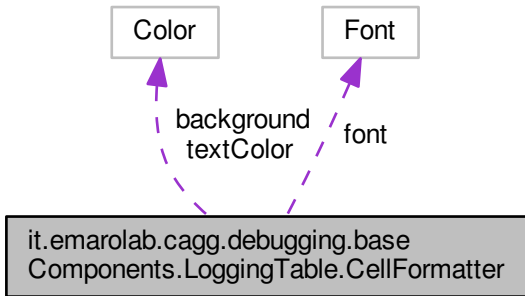 Color
Font
background
textColor
font
it.emarolab.cagg.debugging.base
Components.LoggingTable.CellFormatter